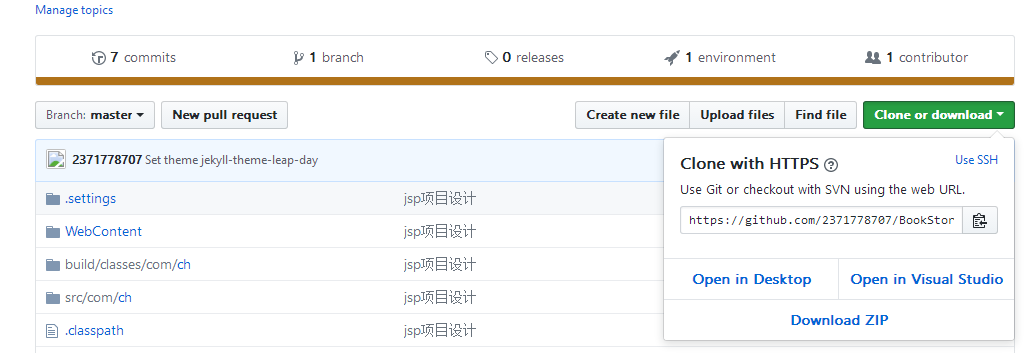 Manage topics
7 commits
1 branch
0 releases
1 environment
1 contributor
Branch: master
New pull request
Create new file
Upload files
Find file
Clone or download
2371778707 Set theme jekyll-theme-leap-day
Clone with HTTPS
Use SSH
Use Git or checkout with SVN using the web URL.
https://github.com/2371778707/BookStor
Open in Desktop
Open in Visual Studio
Download ZIP
.settings jsp项目设计
WebContent jsp项目设计
build/classes/com/ch jsp项目设计
src/com/ch jsp项目设计
.classpath jsp项目设计